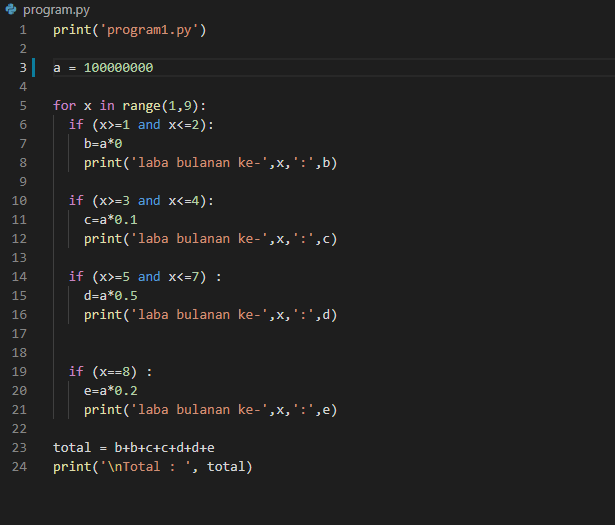 program.py
1 print('program1.py')
2
3 a = 100000000
4
5 for x in range(1,9):
6 if (x>=1 and x<=2):
7 b=a*0
8 print('laba bulanan ke-',x,':',b)
9
10 if (x>=3 and x<=4):
11 c=a*0.1
12 print('laba bulanan ke-',x,':',c)
13
14 if (x>=5 and x<=7) :
15 d=a*0.5
16 print('laba bulanan ke-',x,':',d)
17
18
19 if (x==8) :
20 e=a*0.2
21 print('laba bulanan ke-',x,':',e)
22
23 total = b+b+c+c+d+d+e
24 print('\nTotal : ', total)